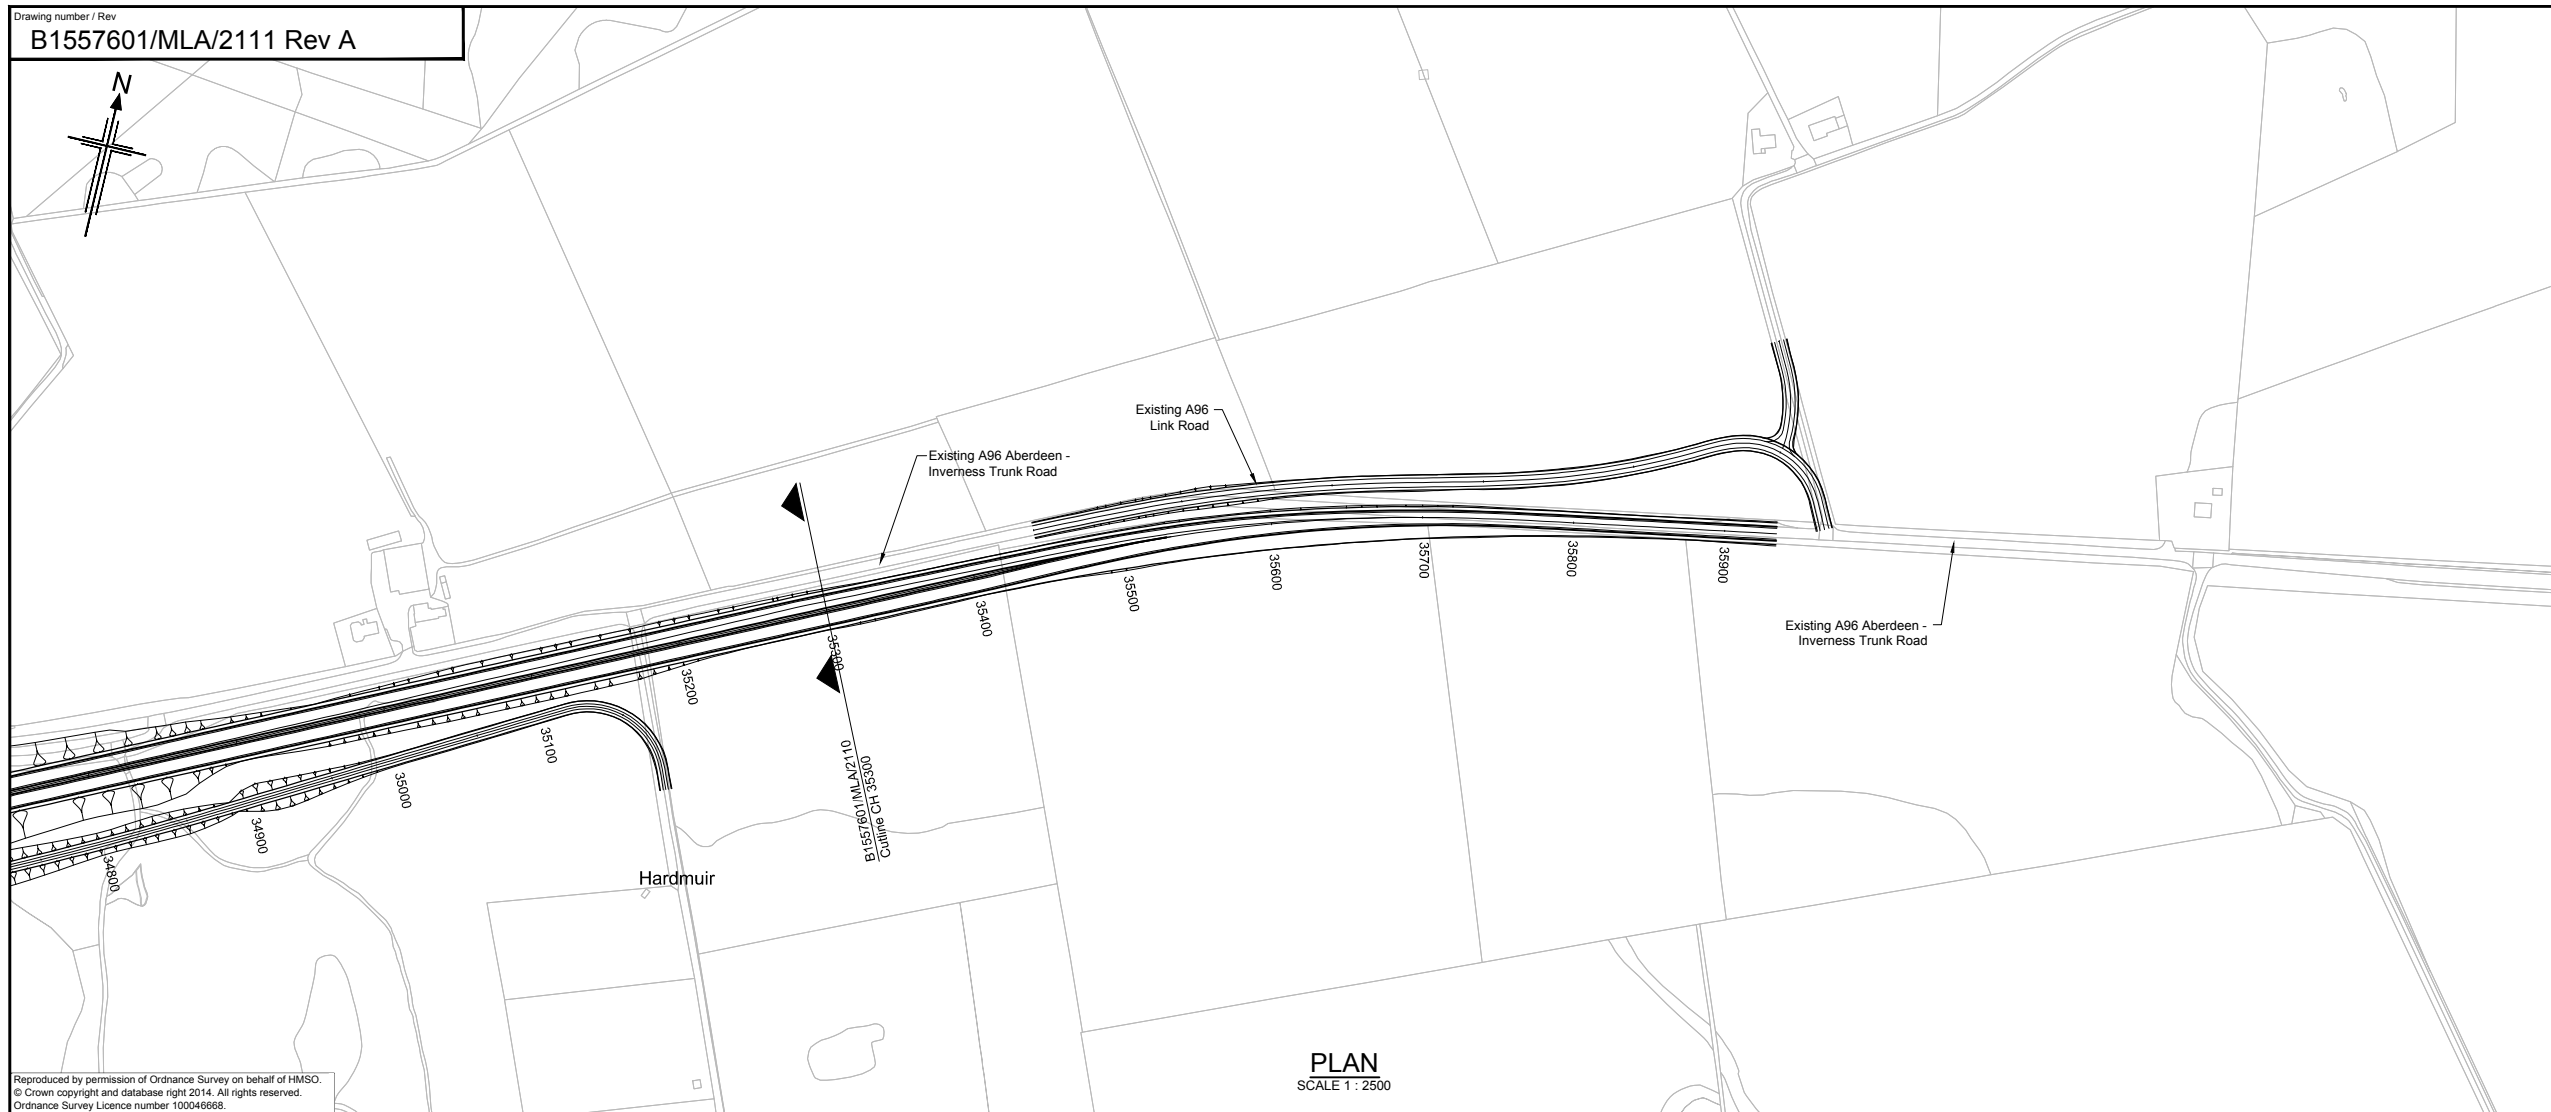 Drawing number / Rev
B1557601/MLA/2111 Rev A
N
Existing A96
Link Road
Existing A96 Aberdeen -
Inverness Trunk Road
Existing A96 Aberdeen -
Inverness Trunk Road
34800
34900
35000
35100
35200
35300
35400
35500
35600
35700
35800
35900
B1557601/MLA/2110
Cutline CH 35300
Hardmuir
PLAN
SCALE 1 : 2500
Reproduced by permission of Ordnance Survey on behalf of HMSO.
© Crown copyright and database right 2014. All rights reserved.
Ordnance Survey Licence number 100046668.